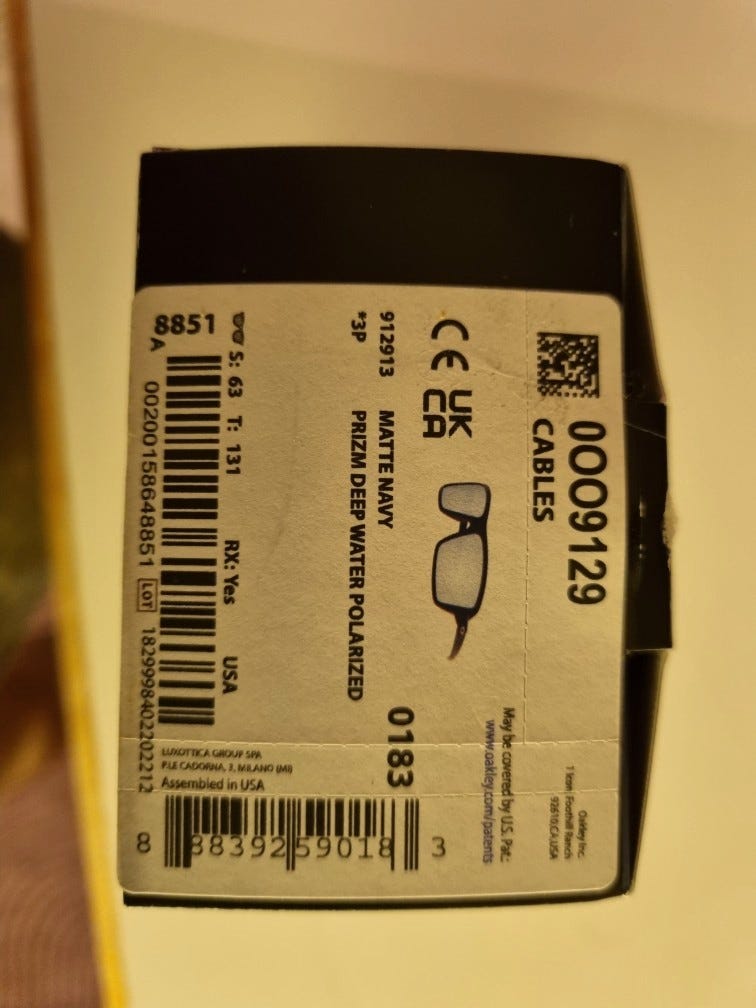 0OO9129
CABLES
Oakley Inc.
1 Icon Foothill Ranch
92610,CA,USA
May be covered by U.S. Pat.:
www.oakley.com/patents
CE UK
CA
912913 MATTE NAVY 0183
*3P PRIZM DEEP WATER POLARIZED
S: 63 T: 131 RX: Yes USA
8851
A 00200158648851 LOT 1829998402202212
LUXOTTICA GROUP SPA
P.LE CADORNA, 3, MILANO (MI)
Assembled in USA
8 88392 59018 3